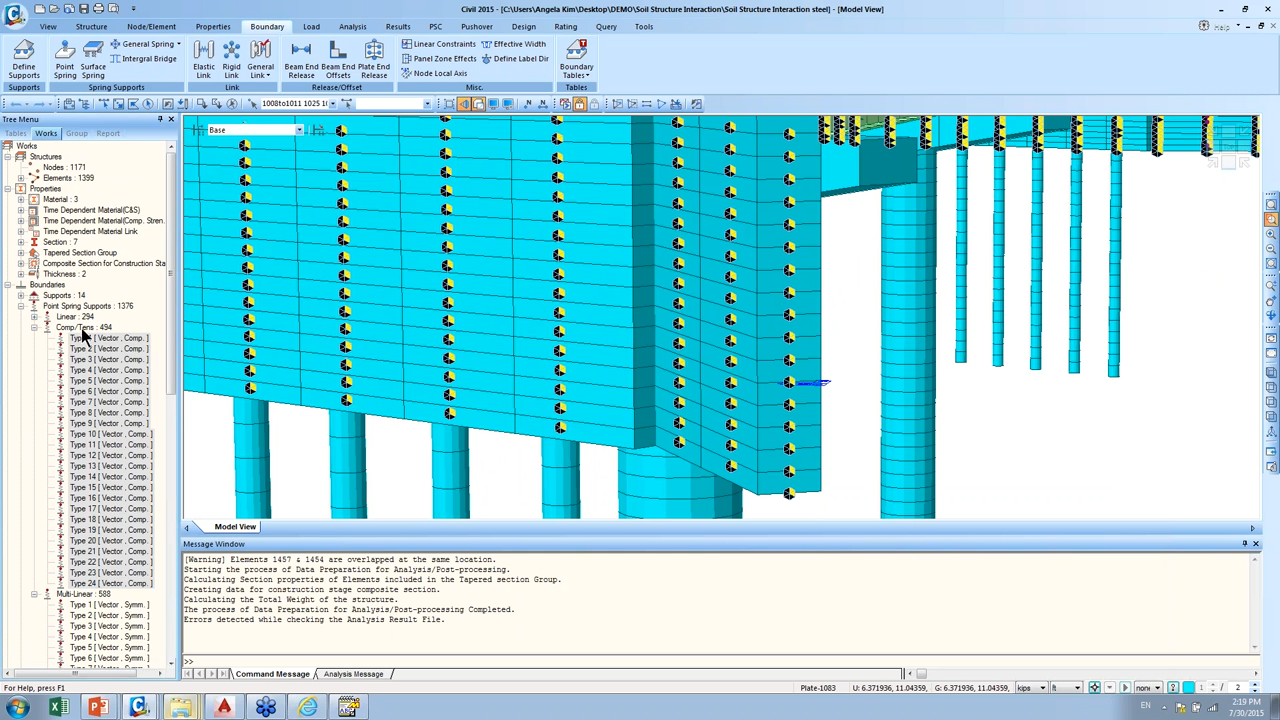 Civil 2015 - [C:\Users\Angela Kim\Desktop\DEMO\Soil Structure Interaction\Soil Structure Interaction steel] - [Model View]
View Structure Node/Element Properties Boundary Load Analysis Results PSC Pushover Design Rating Query Tools Help
Define Supports
Point Spring
Surface Spring
General Spring
Intergral Bridge
Elastic Link
Rigid Link
General Link
Beam End Release
Beam End Offsets
Plate End Release
Linear Constraints
Panel Zone Effects
Node Local Axis
Effective Width
Define Label Dir
Boundary Tables
Supports Spring Supports Link Release/Offset Misc. Tables
1008to1011 1025 10
Tree Menu
Tables Works Group Report
Base
Works
Structures
Nodes : 1171
Elements : 1399
Properties
Material : 3
Time Dependent Material(C&S)
Time Dependent Material(Comp. Stren.
Time Dependent Material Link
Section : 7
Tapered Section Group
Composite Section for Construction Sta
Thickness : 2
Boundaries
Supports : 14
Point Spring Supports : 1376
Linear : 294
Comp/Tens : 494
[ Vector , Comp. ]
Type 2 [ Vector , Comp. ]
Type 3 [ Vector , Comp. ]
Type 4 [ Vector , Comp. ]
Type 5 [ Vector , Comp. ]
Type 6 [ Vector , Comp. ]
Type 7 [ Vector , Comp. ]
Type 8 [ Vector , Comp. ]
Type 9 [ Vector , Comp. ]
Type 10 [ Vector , Comp. ]
Type 11 [ Vector , Comp. ]
Type 12 [ Vector , Comp. ]
Type 13 [ Vector , Comp. ]
Type 14 [ Vector , Comp. ]
Type 15 [ Vector , Comp. ]
Type 16 [ Vector , Comp. ]
Type 17 [ Vector , Comp. ]
Type 18 [ Vector , Comp. ]
Type 19 [ Vector , Comp. ]
Type 20 [ Vector , Comp. ]
Type 21 [ Vector , Comp. ]
Type 22 [ Vector , Comp. ]
Type 23 [ Vector , Comp. ]
Type 24 [ Vector , Comp. ]
Multi-Linear : 588
Type 1 [ Vector , Symm. ]
Type 2 [ Vector , Symm. ]
Type 3 [ Vector , Symm. ]
Type 4 [ Vector , Symm. ]
Type 5 [ Vector , Symm. ]
Type 6 [ Vector , Symm. ]
Model View
Message Window
[Warning] Elements 1457 & 1454 are overlapped at the same location.
Starting the process of Data Preparation for Analysis/Post-processing.
Calculating Section properties of Elements included in the Tapered section Group.
Creating data for construction stage composite section.
Calculating the Total Weight of the structure.
The process of Data Preparation for Analysis/Post-processing Completed.
Errors detected while checking the Analysis Result File.
>>
Command Message Analysis Message
For Help, press F1
Plate-1083 U: 6.371936, 11.04359, G: 6.371936, 11.04359, kips ft none 1 / 2
EN 2:19 PM
7/30/2015